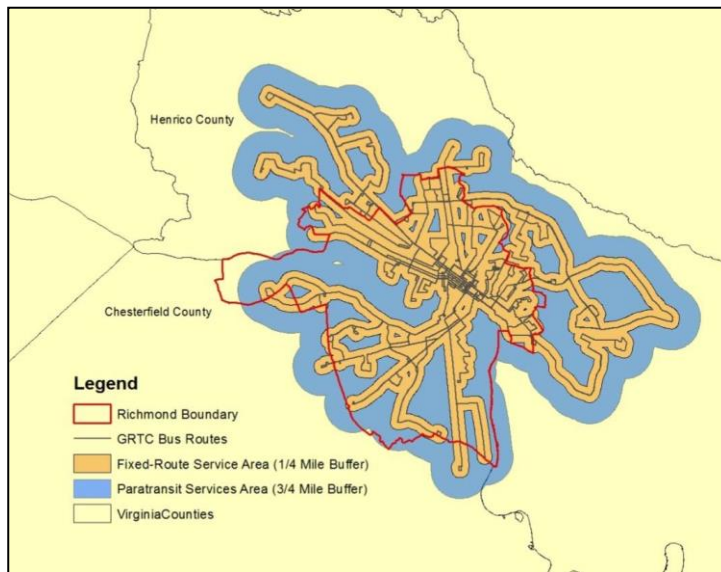 Henrico County
Chesterfield County
Legend
Richmond Boundary
GRTC Bus Routes
Fixed-Route Service Area (1/4 Mile Buffer)
Paratransit Services Area (3/4 Mile Buffer)
VirginiaCounties